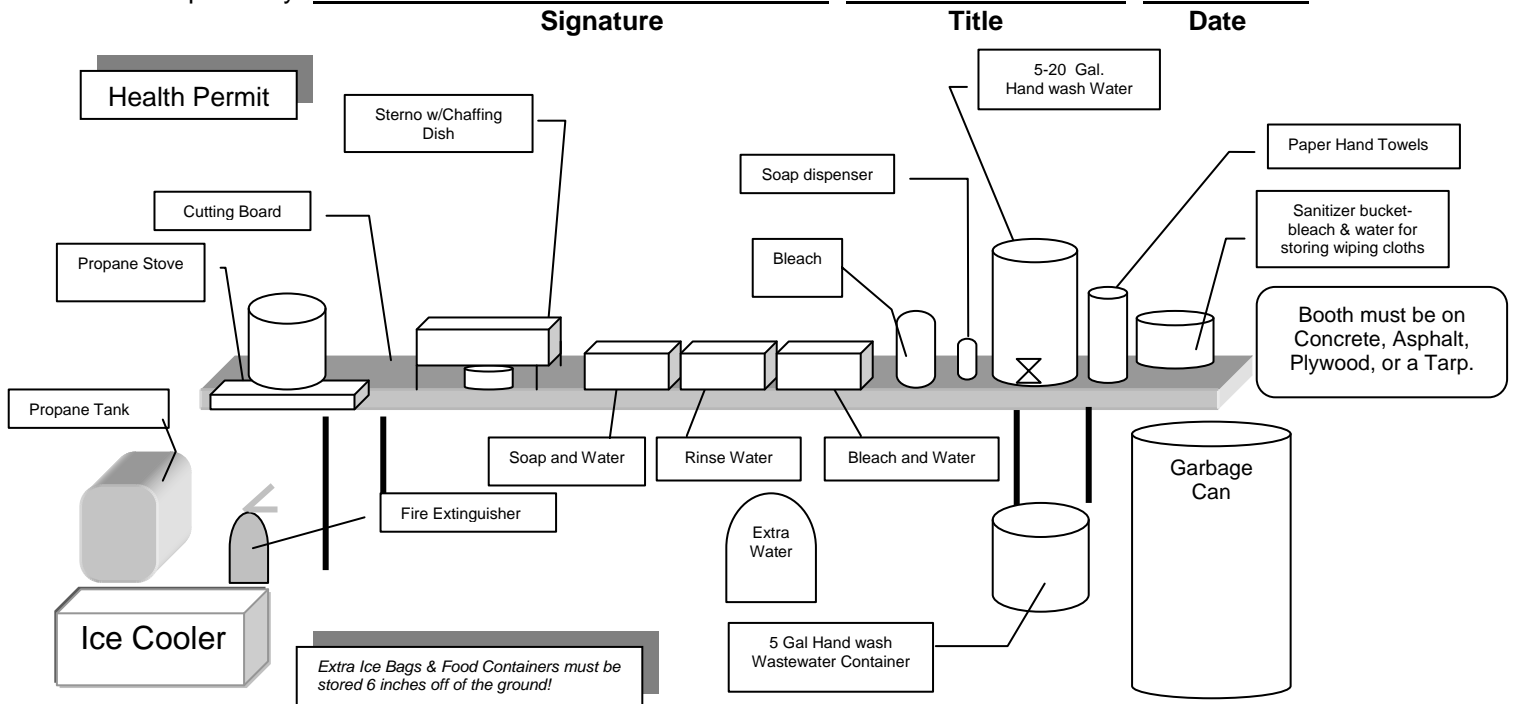 Signature Title Date
Health Permit
5-20 Gal.
Hand wash Water
Sterno w/Chaffing
Dish
Paper Hand Towels
Soap dispenser
Cutting Board
Sanitizer bucket-
bleach & water for
storing wiping cloths
Propane Stove
Bleach
Booth must be on
Concrete, Asphalt,
Plywood, or a Tarp.
Propane Tank
Soap and Water
Rinse Water
Bleach and Water
Garbage
Can
Fire Extinguisher
Extra
Water
Ice Cooler
5 Gal Hand wash
Wastewater Container
Extra Ice Bags & Food Containers must be
stored 6 inches off of the ground!